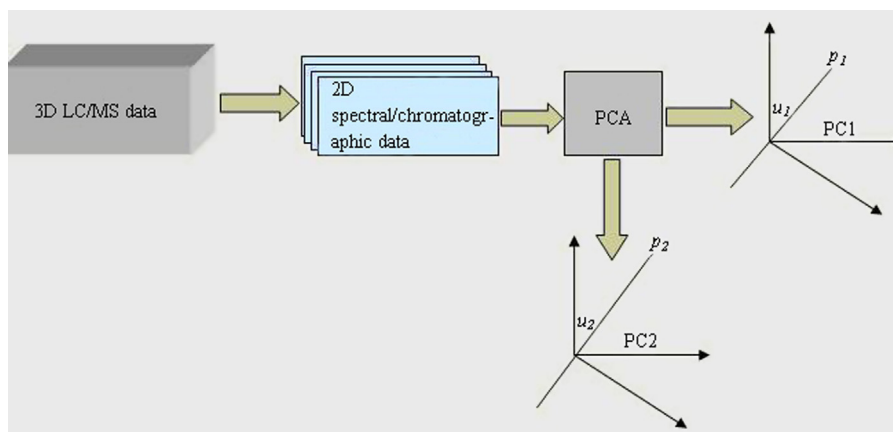 3D LC/MS data
2D
spectral/chromatogr-
aphic data
PCA
p1
u1
PC1
p2
u2
PC2